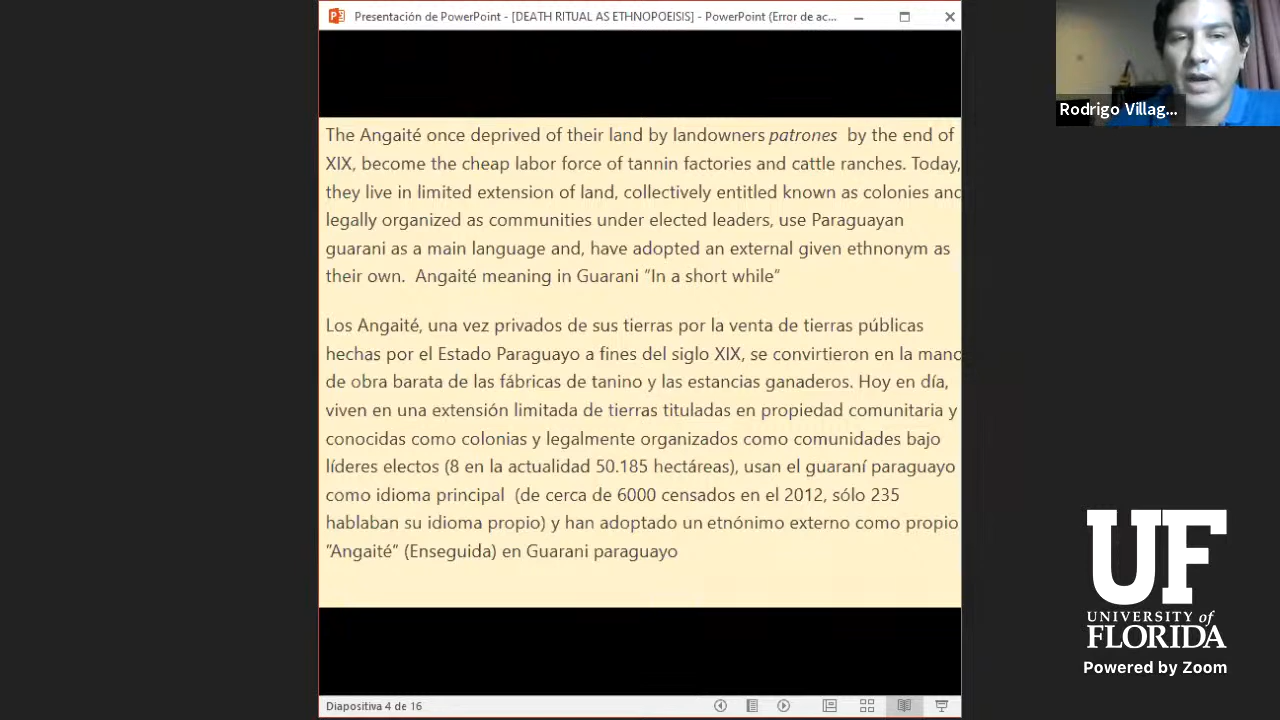 Presentación de PowerPoint - [DEATH RITUAL AS ETHNOPOEISIS] - PowerPoint (Error de ac...
Rodrigo Villag...
The Angaité once deprived of their land by landowners patrones by the end of
XIX, become the cheap labor force of tannin factories and cattle ranches. Today,
they live in limited extension of land, collectively entitled known as colonies and
legally organized as communities under elected leaders, use Paraguayan
guarani as a main language and, have adopted an external given ethnonym as
their own. Angaité meaning in Guarani "In a short while"
Los Angaité, una vez privados de sus tierras por la venta de tierras públicas
hechas por el Estado Paraguayo a fines del siglo XIX, se convirtieron en la mano
de obra barata de las fábricas de tanino y las estancias ganaderos. Hoy en día,
viven en una extensión limitada de tierras tituladas en propiedad comunitaria y
conocidas como colonias y legalmente organizados como comunidades bajo
líderes electos (8 en la actualidad 50.185 hectáreas), usan el guaraní paraguayo
como idioma principal (de cerca de 6000 censados en el 2012, sólo 235
hablaban su idioma propio) y han adoptado un etnónimo externo como propio
"Angaité" (Enseguida) en Guarani paraguayo
UF
UNIVERSITY of
FLORIDA
Powered by Zoom
Diapositiva 4 de 16